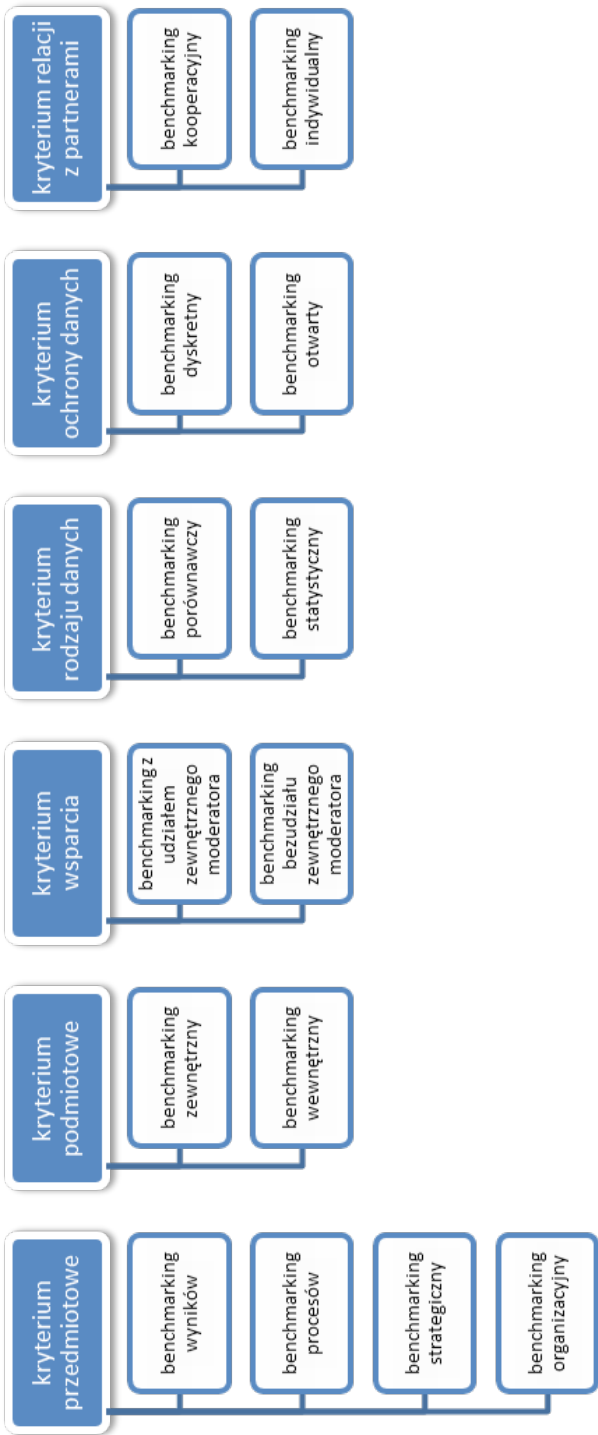 kryterium
przedmiotowe
benchmarking
wyników
benchmarking
procesów
benchmarking
strategiczny
benchmarking
organizacyjny
kryterium
podmiotowe
benchmarking
zewnętrzny
benchmarking
wewnętrzny
kryterium
wsparcia
benchmarking z
udziałem
zewnętrznego
moderatora
benchmarking
bezudziału
zewnętrznego
moderatora
kryterium
rodzaju danych
benchmarking
porównawczy
benchmarking
statystyczny
kryterium
ochrony danych
benchmarking
dyskretny
benchmarking
otwarty
kryterium relacji
z partnerami
benchmarking
kooperacyjny
benchmarking
indywidualny